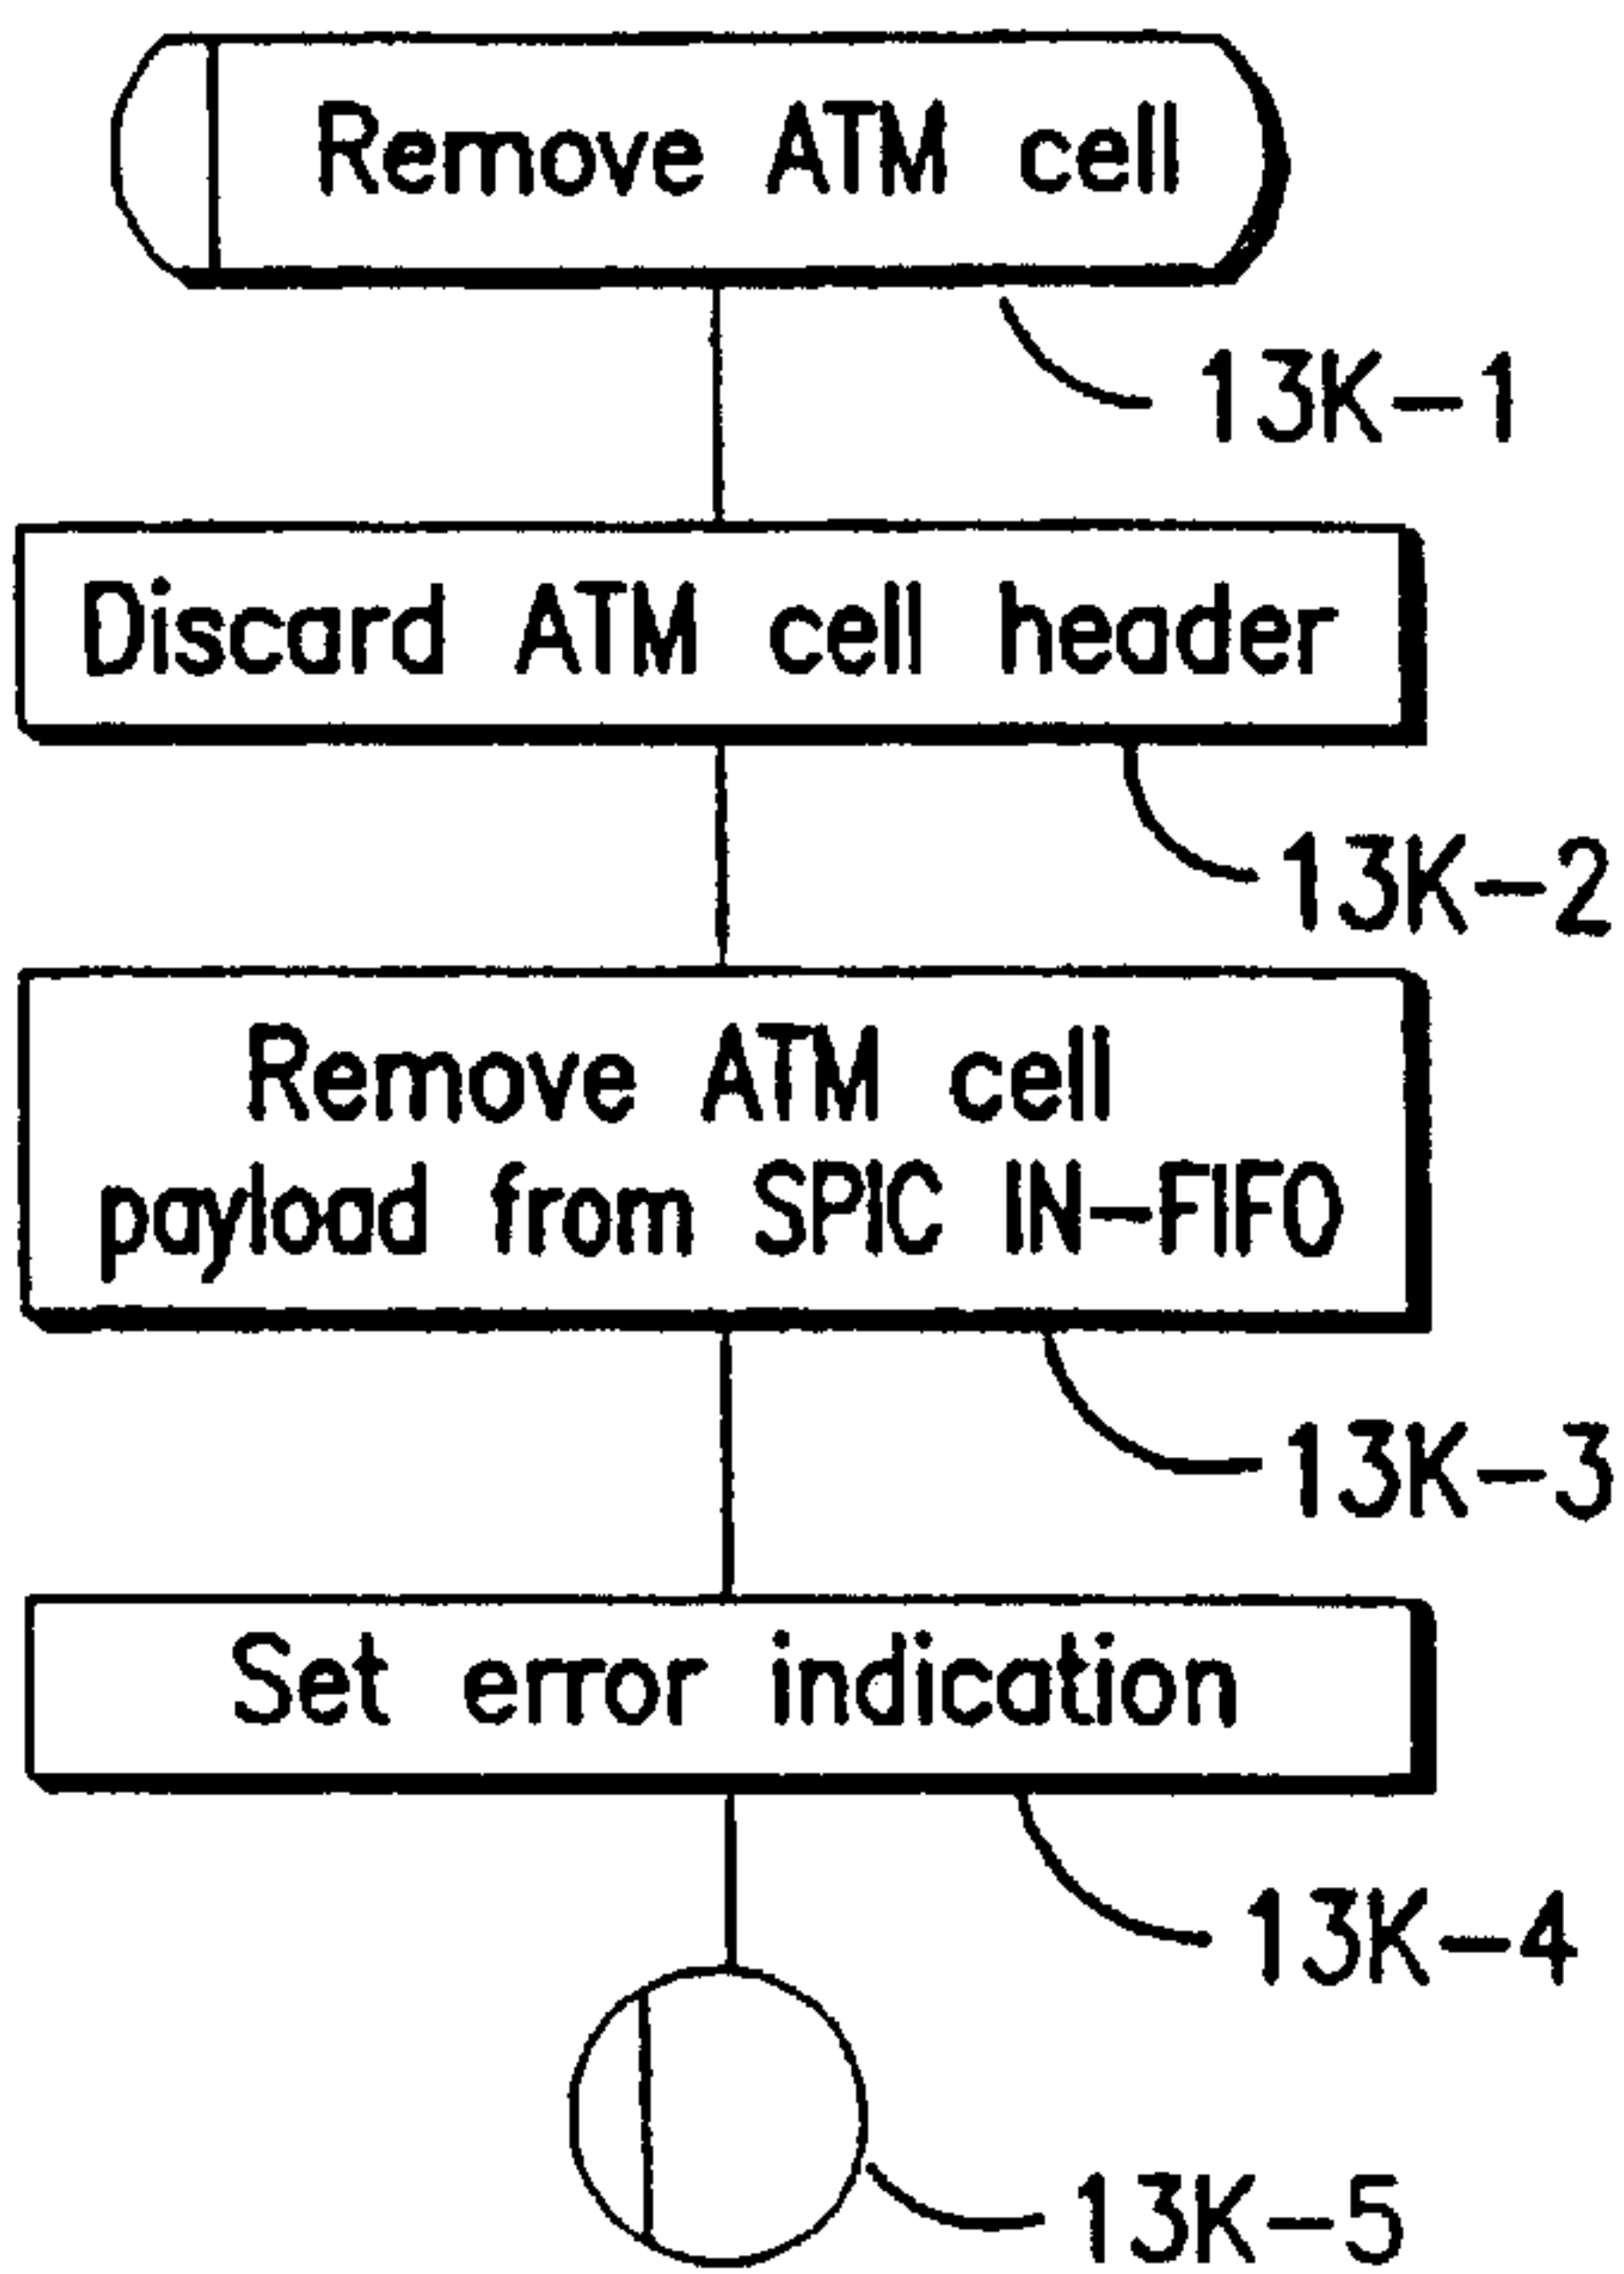 Remove ATM cell
13K-1
Discard ATM cell header
13K-2
Remove ATM cell
payload from SPIC IN-FIFO
13K-3
Set error indication
13K-4
13K-5